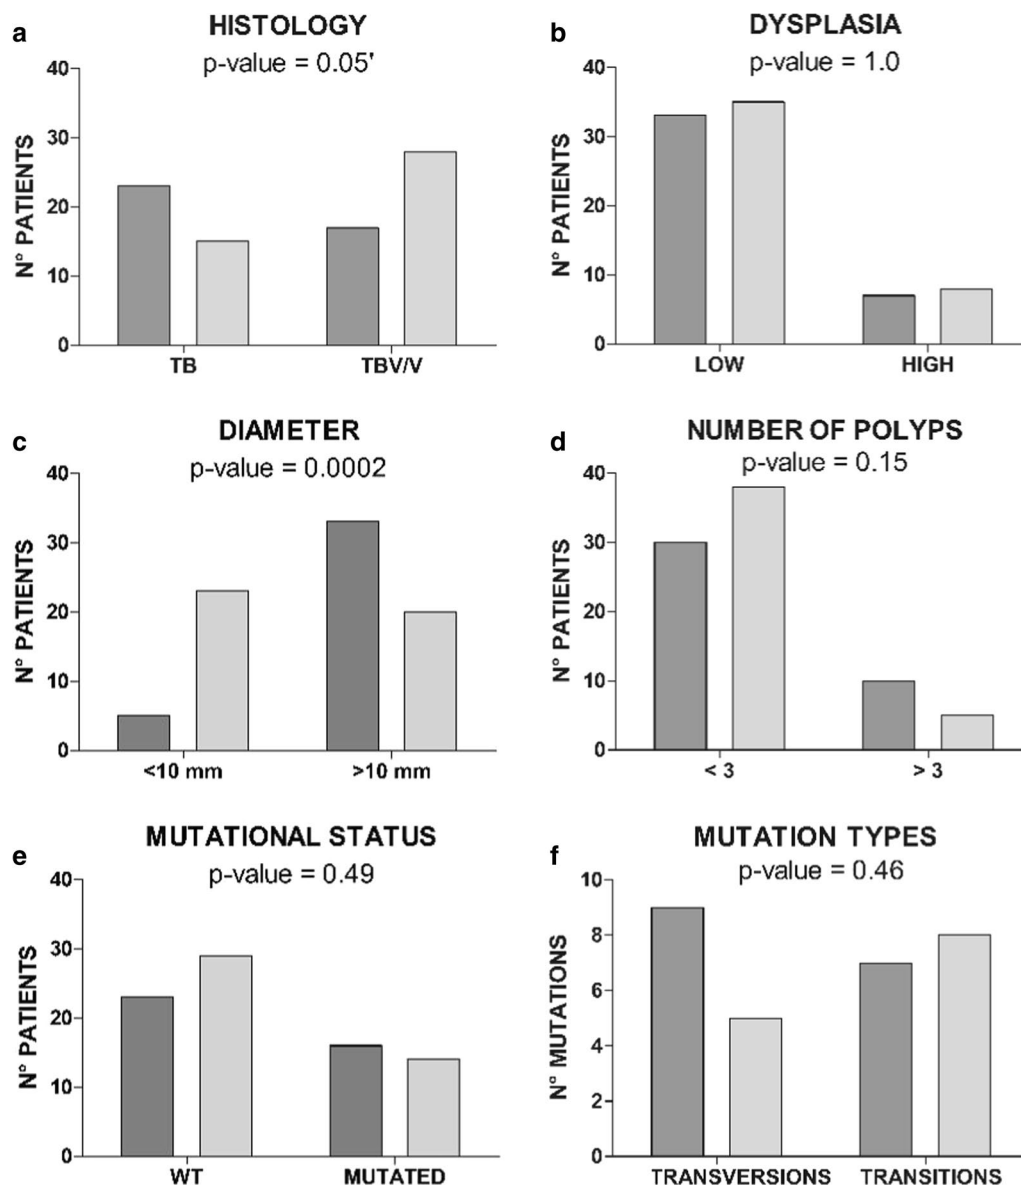 a
HISTOLOGY
p-value = 0.05'
40
30
20
10
0
N° PATIENTS
TB TBV/V
b
DYSPLASIA
p-value = 1.0
40
30
20
10
0
N° PATIENTS
LOW HIGH
c
DIAMETER
p-value = 0.0002
40
30
20
10
0
N° PATIENTS
<10 mm >10 mm
d
NUMBER OF POLYPS
p-value = 0.15
40
30
20
10
0
N° PATIENTS
< 3 > 3
e
MUTATIONAL STATUS
p-value = 0.49
40
30
20
10
0
N° PATIENTS
WT MUTATED
f
MUTATION TYPES
p-value = 0.46
10
8
6
4
2
0
N° MUTATIONS
TRANSVERSIONS TRANSITIONS